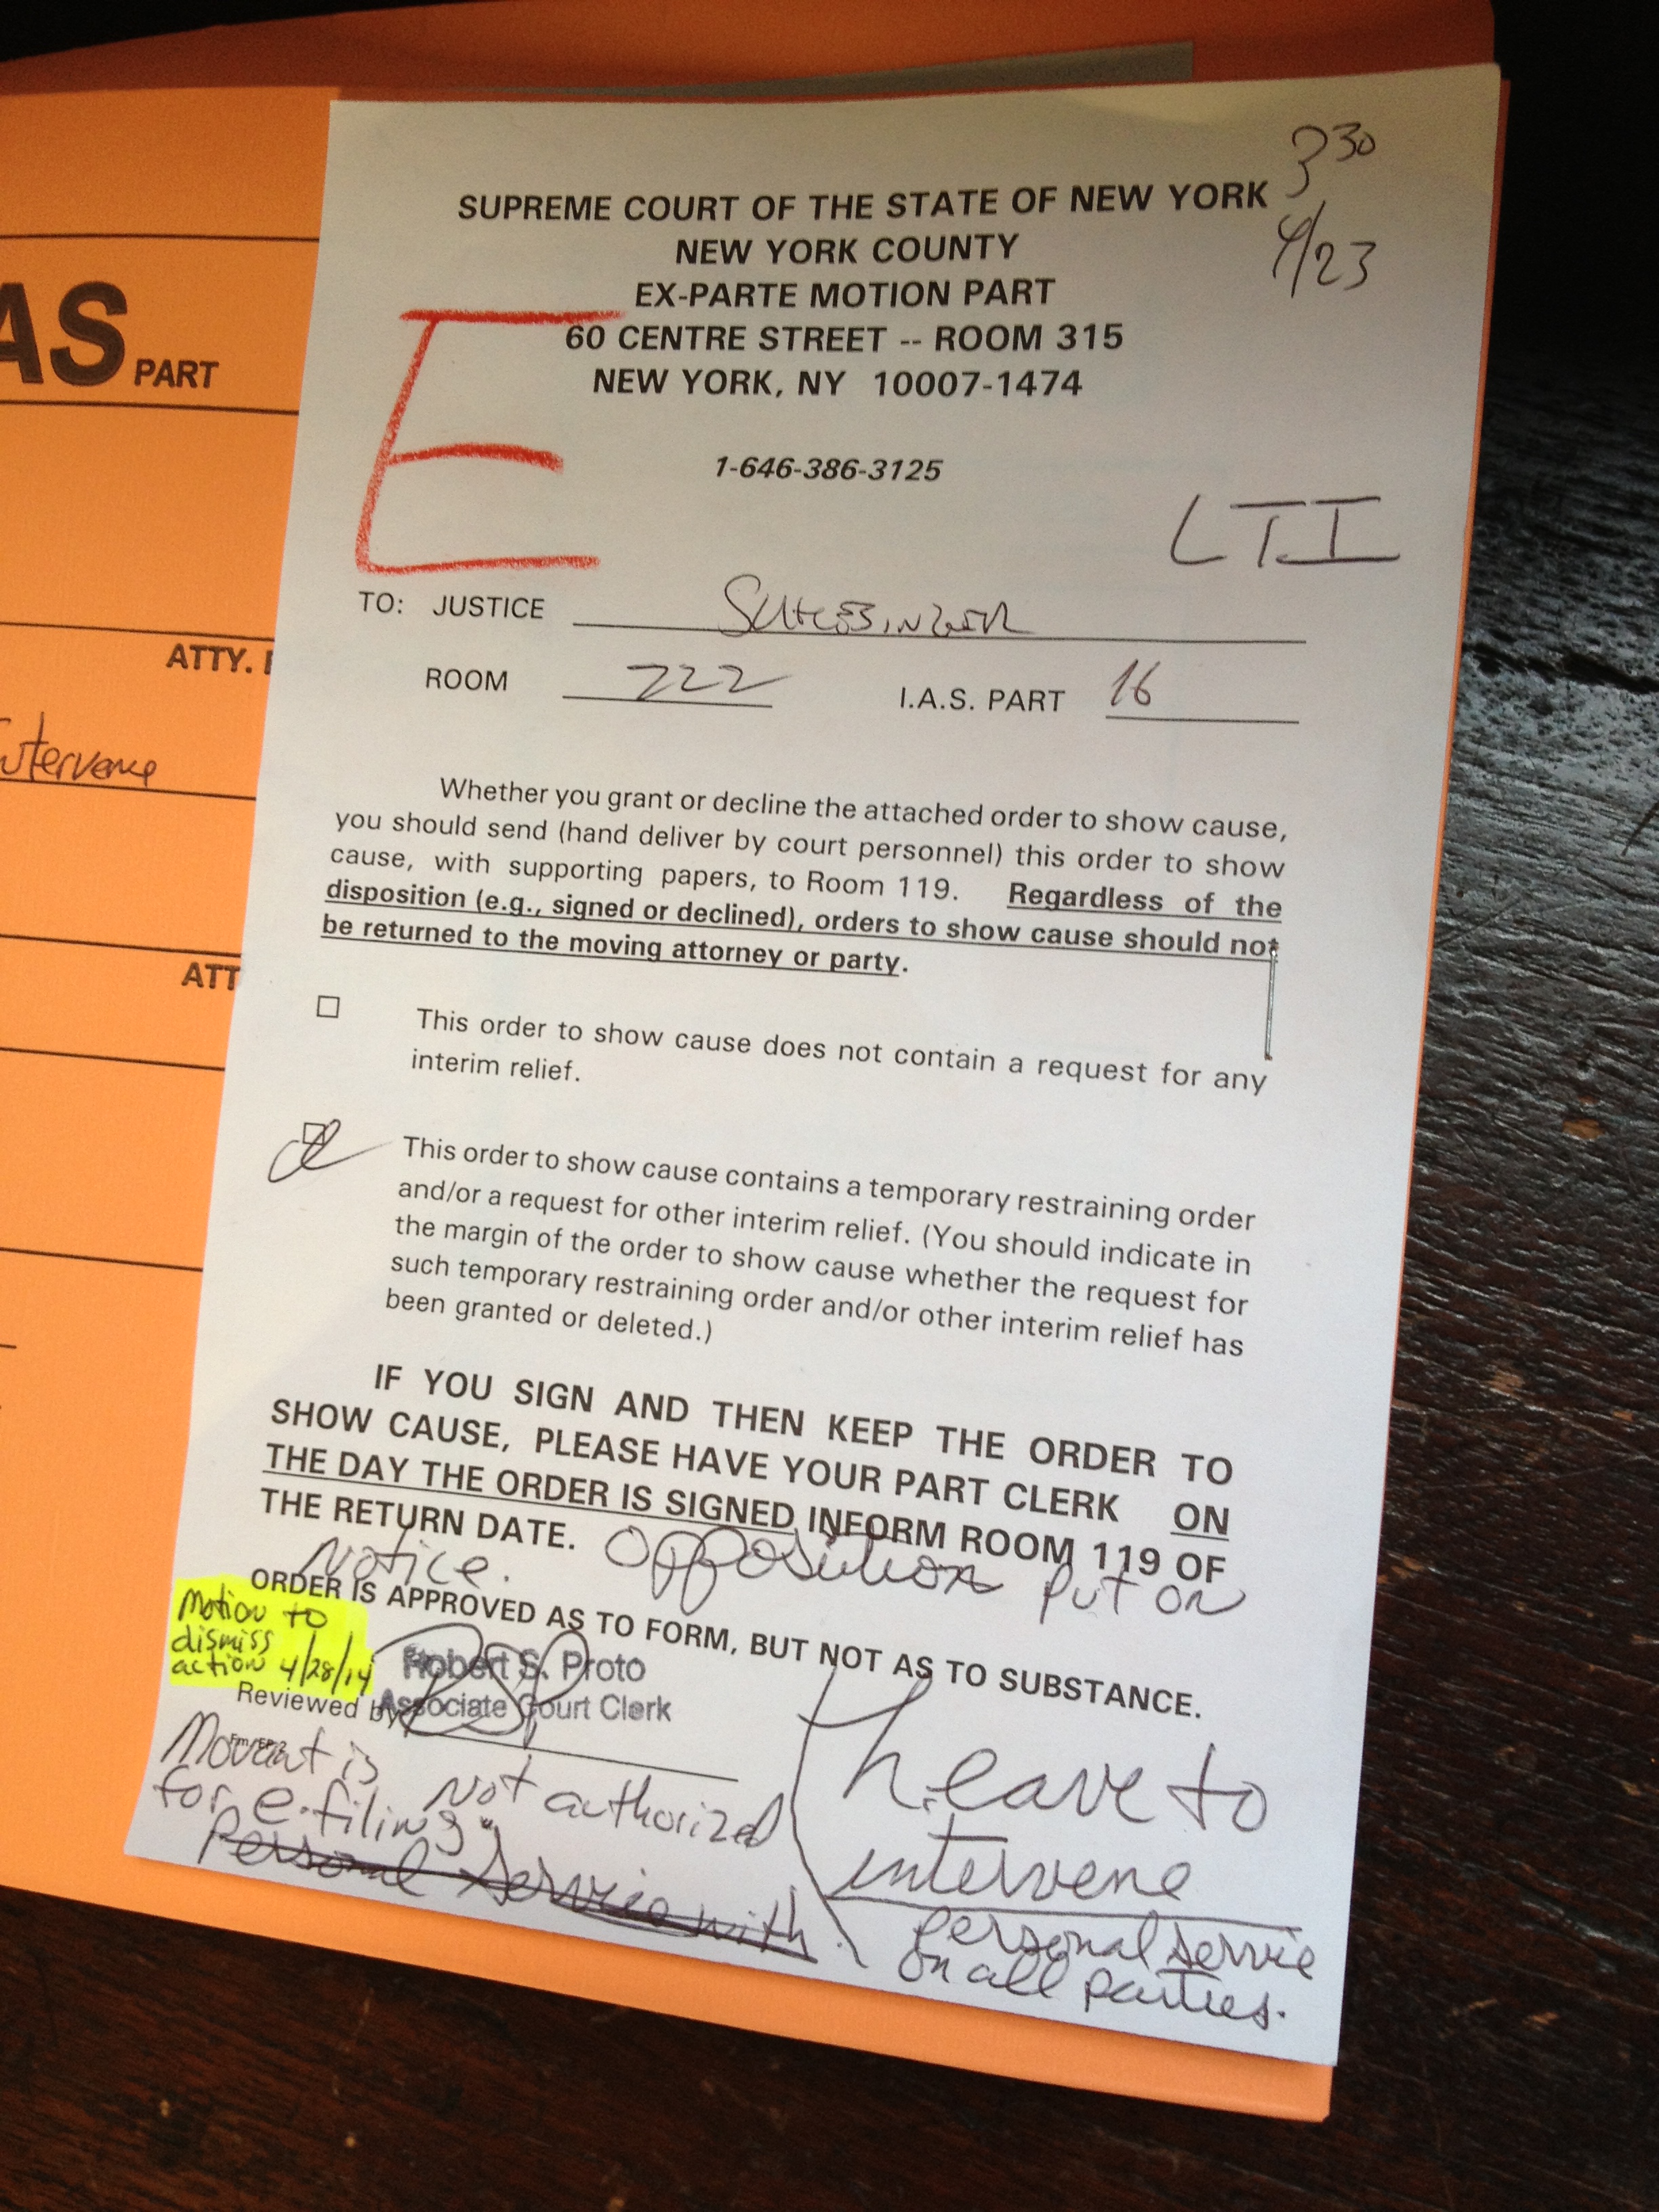 3 30
4/23
SUPREME COURT OF THE STATE OF NEW YORK
NEW YORK COUNTY
EX-PARTE MOTION PART
60 CENTRE STREET -- ROOM 315
NEW YORK, NY 10007-1474
1-646-386-3125
E
AS PART
LTI
TO: JUSTICE SCHLESINGER
ATTY.
ROOM 222 I.A.S. PART 16
ntervene
Whether you grant or decline the attached order to show cause,
you should send (hand deliver by court personnel) this order to show
cause, with supporting papers, to Room 119. Regardless of the
disposition (e.g., signed or declined), orders to show cause should not
be returned to the moving attorney or party.
ATT
This order to show cause does not contain a request for any
interim relief.
This order to show cause contains a temporary restraining order
and/or a request for other interim relief. (You should indicate in
the margin of the order to show cause whether the request for
such temporary restraining order and/or other interim relief has
been granted or deleted.)
IF YOU SIGN AND THEN KEEP THE ORDER TO
SHOW CAUSE, PLEASE HAVE YOUR PART CLERK ON
THE DAY THE ORDER IS SIGNED INFORM ROOM 119 OF
THE RETURN DATE.
Opposition put on
notice.
ORDER IS APPROVED AS TO FORM, BUT NOT AS TO SUBSTANCE.
Motion to
dismiss
action 4/28/14
Robert S. Proto
Associate Court Clerk
Reviewed by
Movant is not authorized
for e-filing.
Personal Service with
Leave to
intervene
personal servie
on all parties.